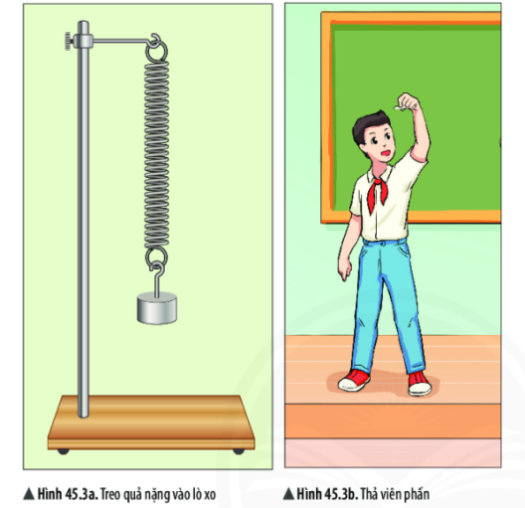 ▲ Hình 45.3a. Treo quả nặng vào lò xo
▲ Hình 45.3b. Thả viên phấn